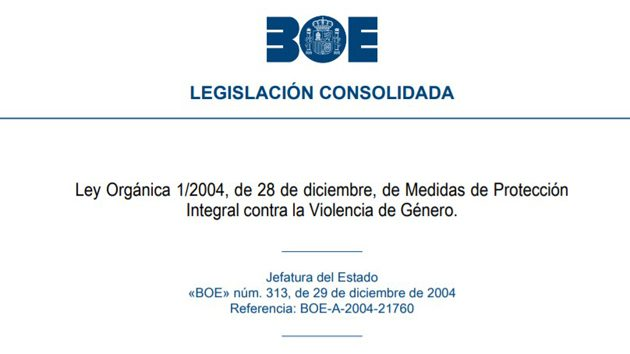 BOE
LEGISLACIÓN CONSOLIDADA
Ley Orgánica 1/2004, de 28 de diciembre, de Medidas de Protección
Integral contra la Violencia de Género.
Jefatura del Estado
«BOE» núm. 313, de 29 de diciembre de 2004
Referencia: BOE-A-2004-21760